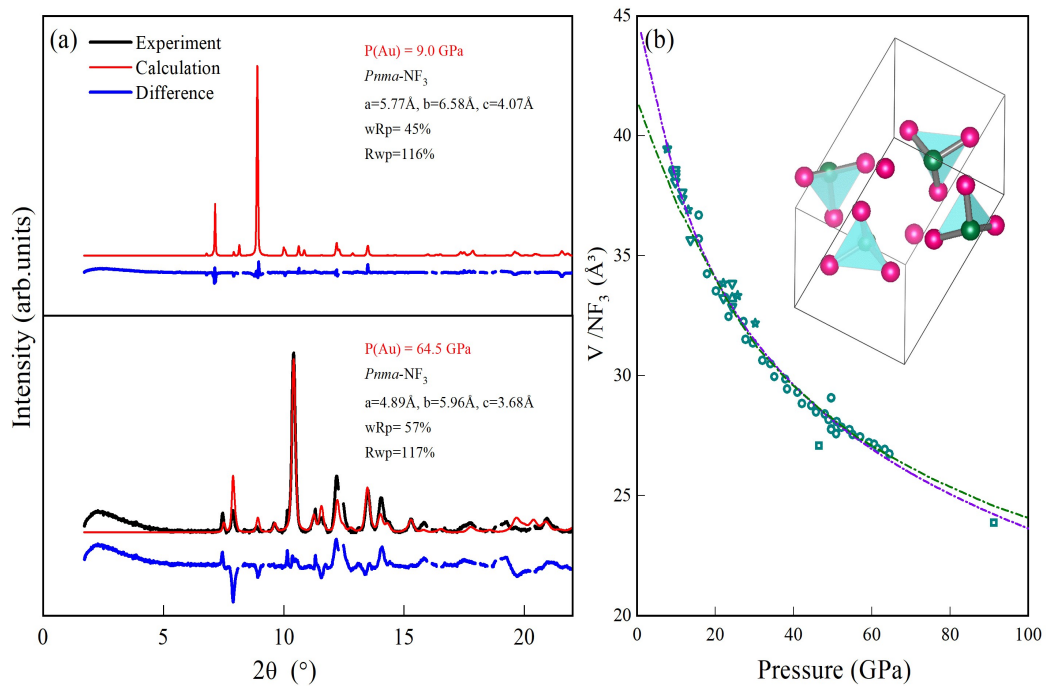 (a)
Experiment
Calculation
Difference
P(Au) = 9.0 GPa
Pnma-NF₃
a=5.77Å, b=6.58Å, c=4.07Å
wRp= 45%
Rwp=116%
P(Au) = 64.5 GPa
Pnma-NF₃
a=4.89Å, b=5.96Å, c=3.68Å
wRp= 57%
Rwp=117%
Intensity (arb.units)
0 5 10 15 20
2θ (°)
(b)
45
40
35
30
25
20
V /NF₃ (Å³)
0 20 40 60 80 100
Pressure (GPa)